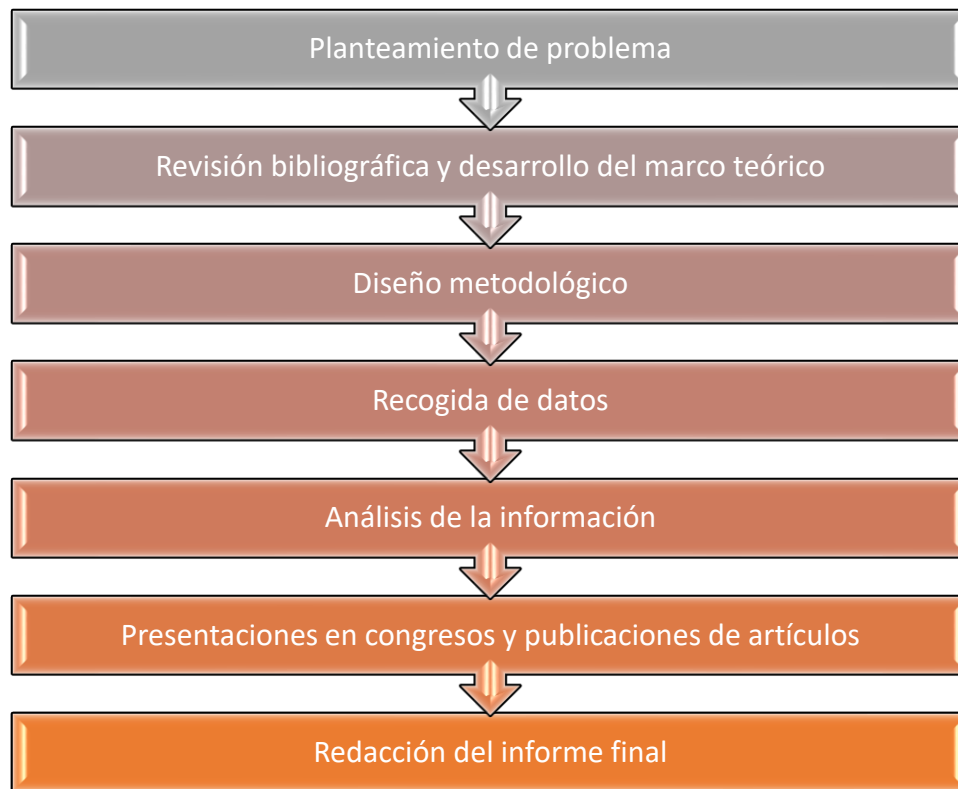 Planteamiento de problema
Revisión bibliográfica y desarrollo del marco teórico
Diseño metodológico
Recogida de datos
Análisis de la información
Presentaciones en congresos y publicaciones de artículos
Redacción del informe final